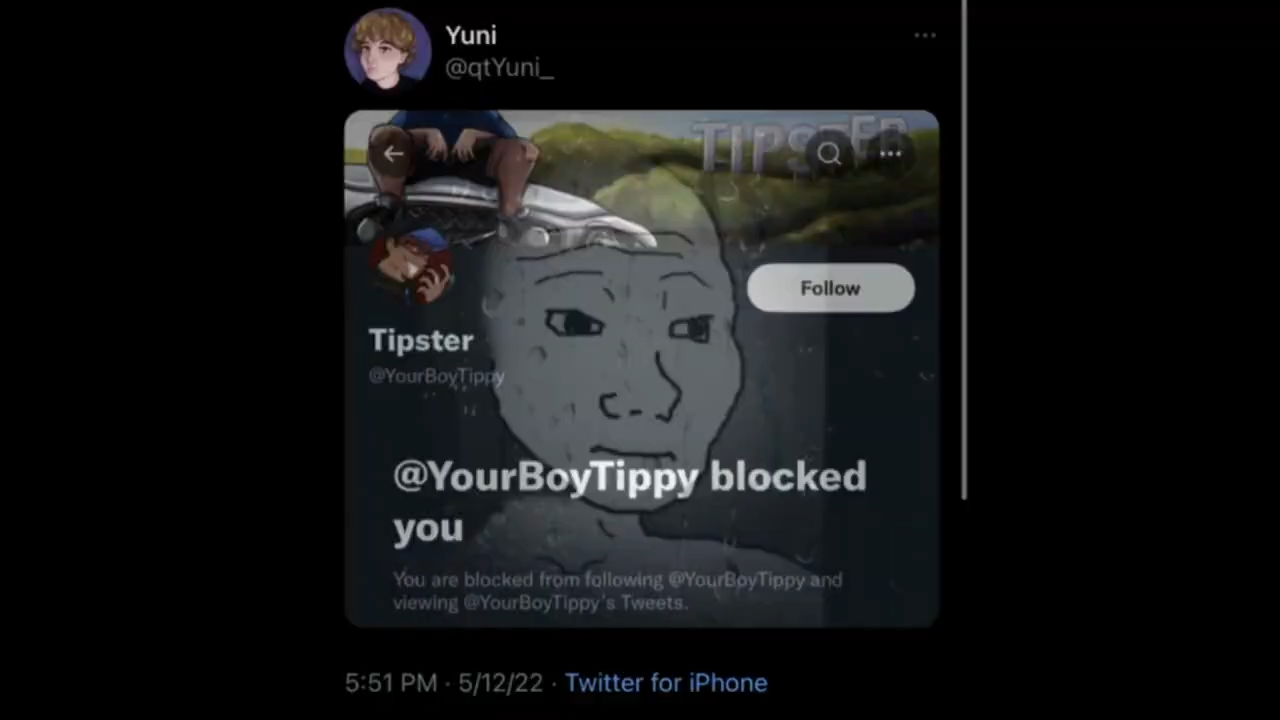 Yuni
@qtYuni_
TIPSTER
Follow
Tipster
@YourBoyTippy
@YourBoyTippy blocked
you
You are blocked from following @YourBoyTippy and
viewing @YourBoyTippy's Tweets.
5:51 PM · 5/12/22 · Twitter for iPhone